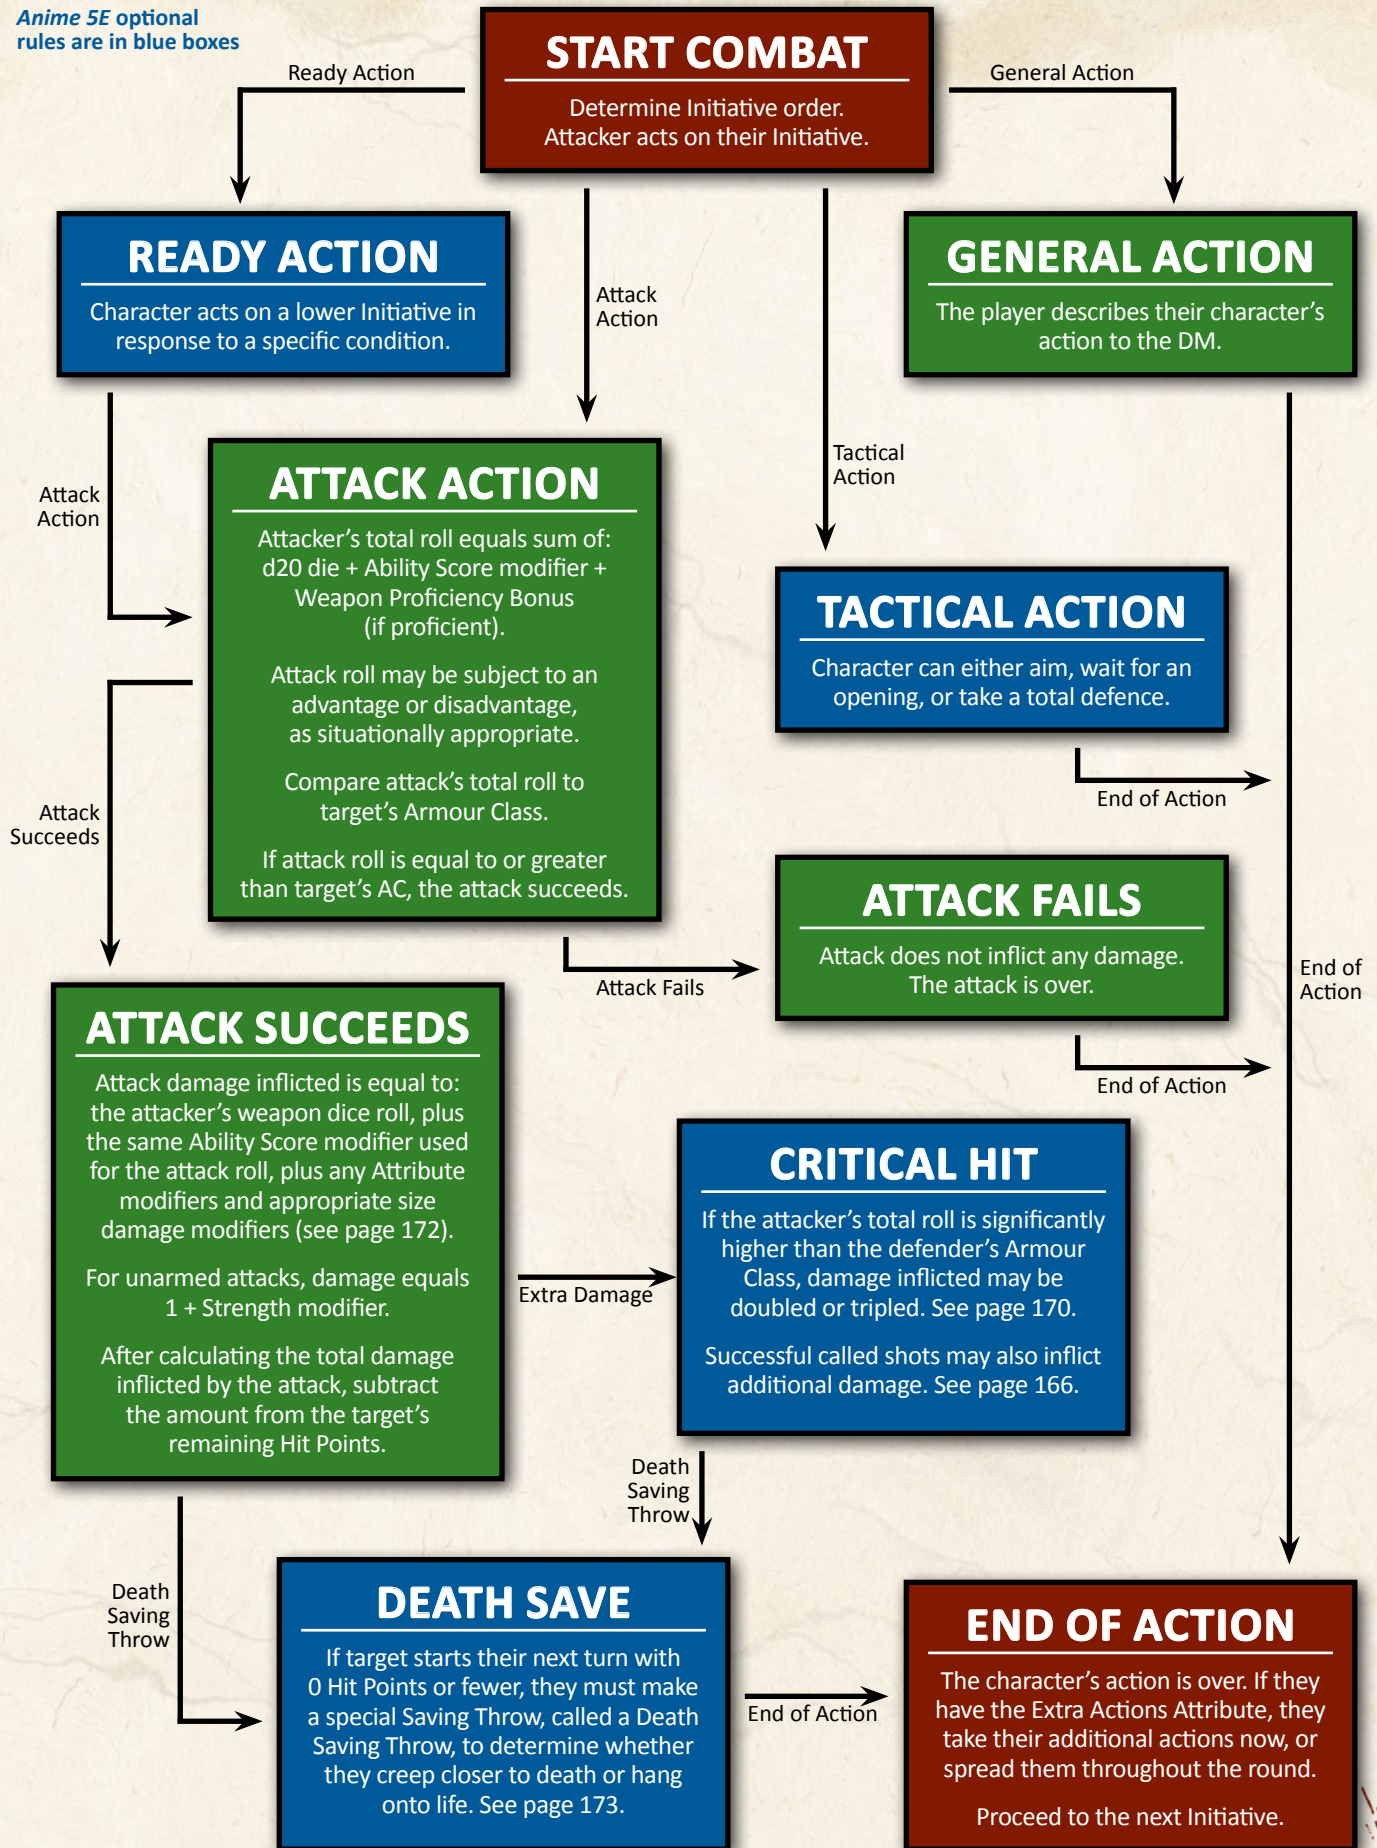 Anime 5E optional
rules are in blue boxes
START COMBAT
Determine Initiative order.
Attacker acts on their Initiative.
Ready Action
General Action
READY ACTION
Character acts on a lower Initiative in
response to a specific condition.
Attack
Action
GENERAL ACTION
The player describes their character's
action to the DM.
Attack
Action
ATTACK ACTION
Attacker's total roll equals sum of:
d20 die + Ability Score modifier +
Weapon Proficiency Bonus
(if proficient).
Attack roll may be subject to an
advantage or disadvantage,
as situationally appropriate.
Compare attack's total roll to
target's Armour Class.
If attack roll is equal to or greater
than target's AC, the attack succeeds.
Tactical
Action
TACTICAL ACTION
Character can either aim, wait for an
opening, or take a total defence.
End of Action
Attack
Succeeds
Attack Fails
ATTACK FAILS
Attack does not inflict any damage.
The attack is over.
End of Action
End of
Action
ATTACK SUCCEEDS
Attack damage inflicted is equal to:
the attacker's weapon dice roll, plus
the same Ability Score modifier used
for the attack roll, plus any Attribute
modifiers and appropriate size
damage modifiers (see page 172).
For unarmed attacks, damage equals
1 + Strength modifier.
After calculating the total damage
inflicted by the attack, subtract
the amount from the target's
remaining Hit Points.
Extra Damage
CRITICAL HIT
If the attacker's total roll is significantly
higher than the defender's Armour
Class, damage inflicted may be
doubled or tripled. See page 170.
Successful called shots may also inflict
additional damage. See page 166.
Death
Saving
Throw
Death
Saving
Throw
DEATH SAVE
If target starts their next turn with
0 Hit Points or fewer, they must make
a special Saving Throw, called a Death
Saving Throw, to determine whether
they creep closer to death or hang
onto life. See page 173.
End of Action
END OF ACTION
The character's action is over. If they
have the Extra Actions Attribute, they
take their additional actions now, or
spread them throughout the round.
Proceed to the next Initiative.